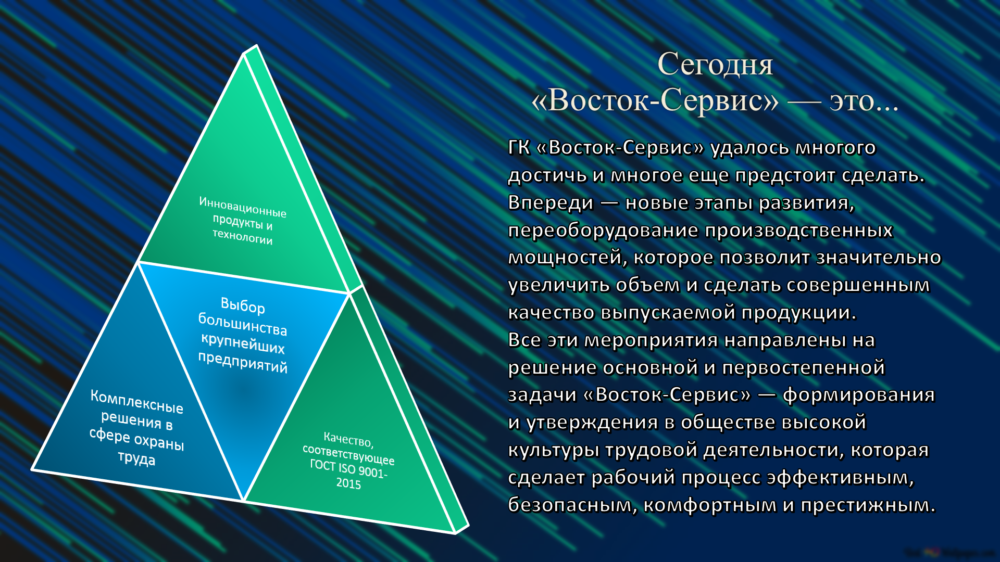 Сегодня
«Восток-Сервис» — это...
Инновационные
продукты и
технологии
Выбор
большинства
крупнейших
предприятий
Комплексные
решения в
сфере охраны
труда
Качество,
соответствующее
ГОСТ ISO 9001-
2015
ГК «Восток-Сервис» удалось многого
достичь и многое еще предстоит сделать.
Впереди — новые этапы развития,
переоборудование производственных
мощностей, которое позволит значительно
увеличить объем и сделать совершенным
качество выпускаемой продукции.
Все эти мероприятия направлены на
решение основной и первостепенной
задачи «Восток-Сервис» — формирования
и утверждения в обществе высокой
культуры трудовой деятельности, которая
сделает рабочий процесс эффективным,
безопасным, комфортным и престижным.